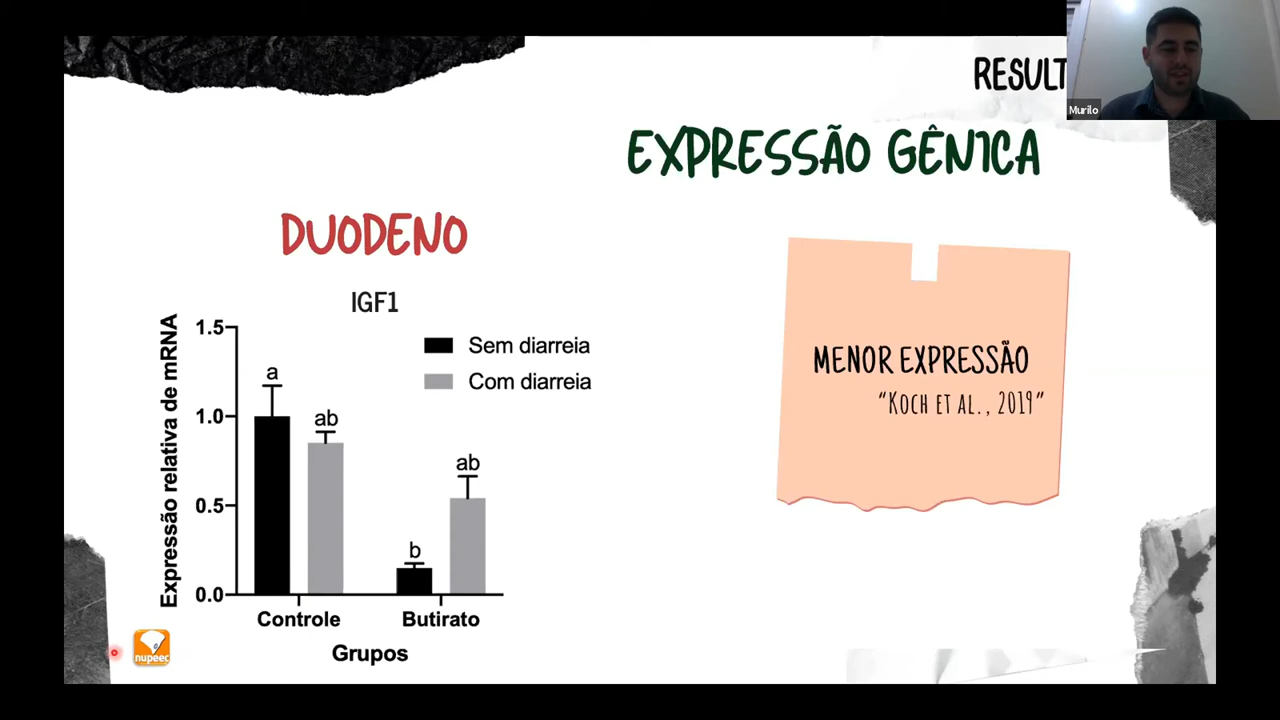 RESULT
Murilo
EXPRESSÃO GÊNICA
DUODENO
IGF1
Expressão relativa de mRNA
1.5
1.0
0.5
0.0
Sem diarreia
Com diarreia
a
ab
b
ab
Controle
Butirato
Grupos
MENOR EXPRESSÃO
“KOCH ET AL., 2019”
nupeec